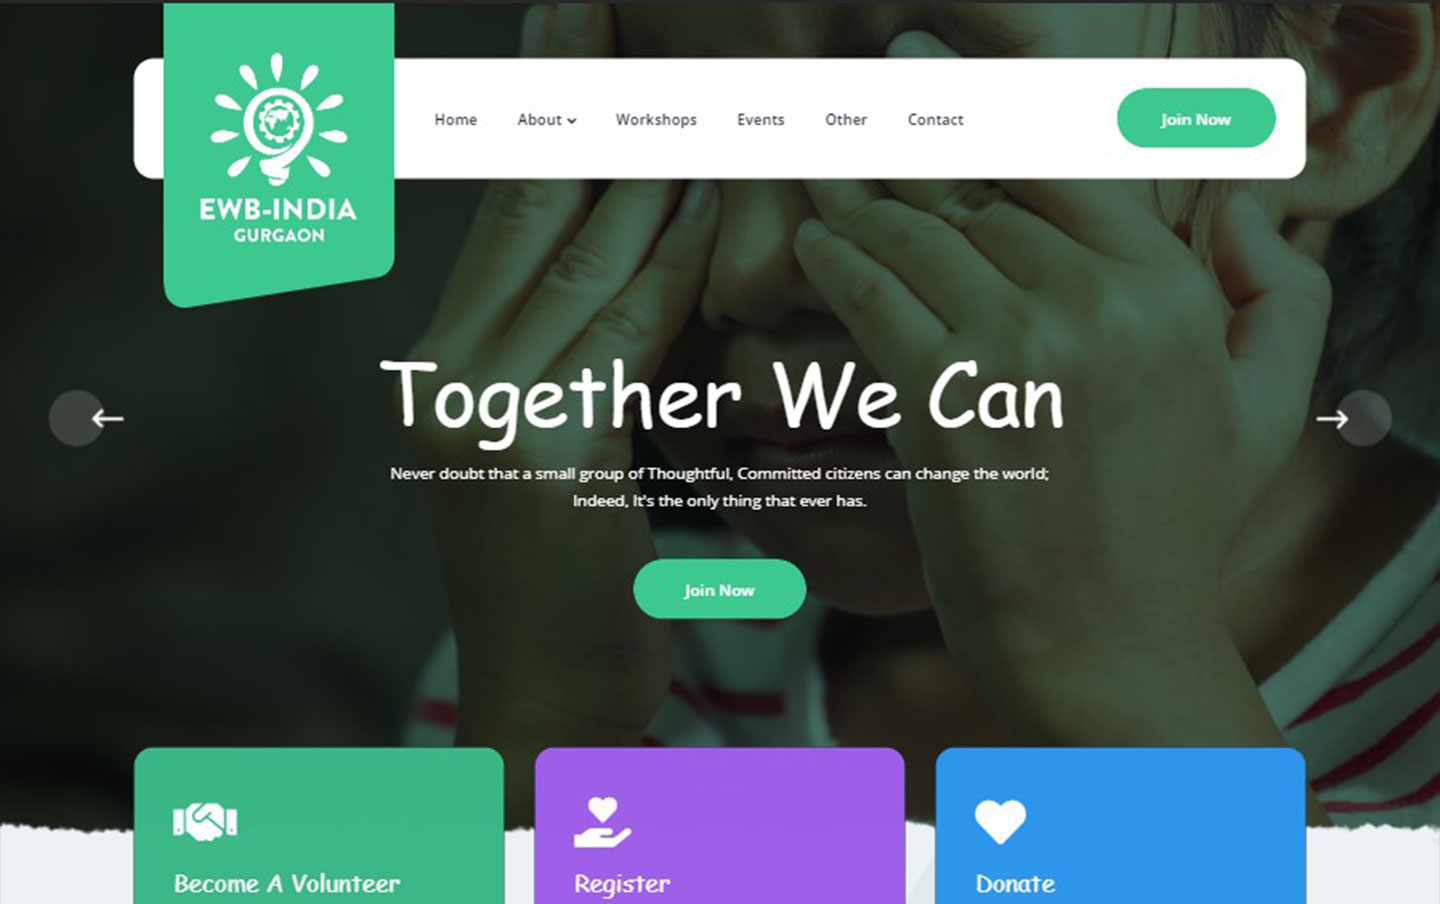 Home About Workshops Events Other Contact Join Now
EWB-INDIA
GURGAON
Together We Can
Never doubt that a small group of Thoughtful, Committed citizens can change the world;
Indeed, It's the only thing that ever has.
Join Now
Become A Volunteer
Register
Donate